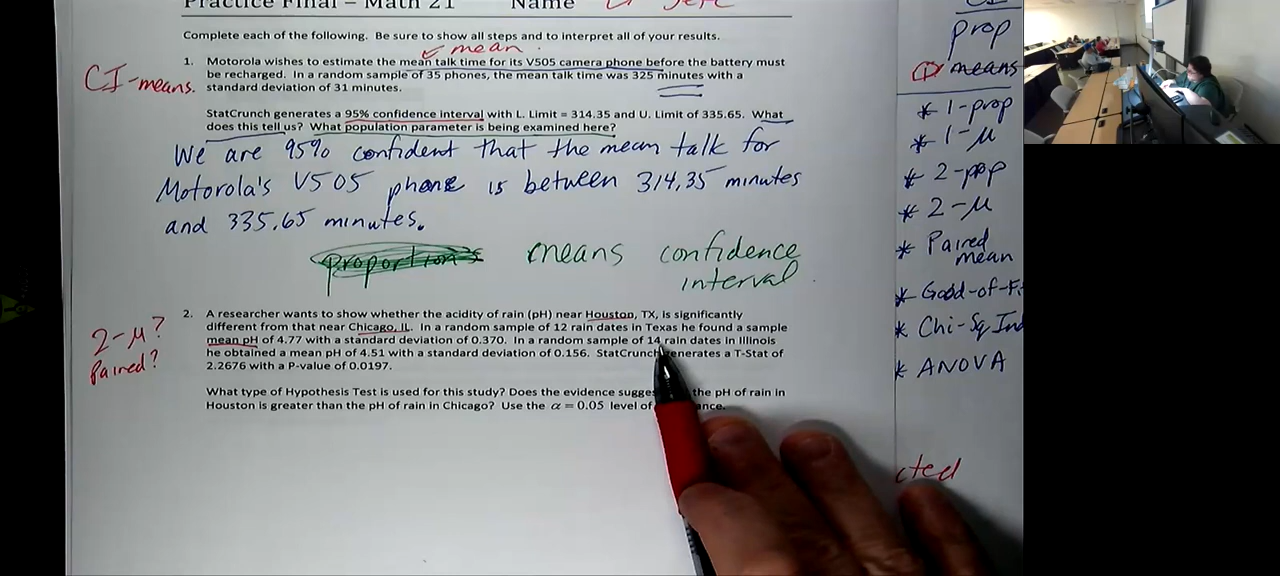 Practice Final – Math 21 Name
Complete each of the following. Be sure to show all steps and to interpret all of your results.
mean
1. Motorola wishes to estimate the mean talk time for its V505 camera phone before the battery must
be recharged. In a random sample of 35 phones, the mean talk time was 325 minutes with a
standard deviation of 31 minutes.
CI-means.
StatCrunch generates a 95% confidence interval with L. Limit = 314.35 and U. Limit of 335.65. What
does this tell us? What population parameter is being examined here?
We are 95% confident that the mean talk for
Motorola's V505 phone is between 314.35 minutes
and 335.65 minutes.
proportions means confidence
interval
2. A researcher wants to show whether the acidity of rain (pH) near Houston, TX, is significantly
different from that near Chicago, IL. In a random sample of 12 rain dates in Texas he found a sample
mean pH of 4.77 with a standard deviation of 0.370. In a random sample of 14 rain dates in Illinois
he obtained a mean pH of 4.51 with a standard deviation of 0.156. StatCrunch generates a T-Stat of
2.2676 with a P-value of 0.0197.
2-μ?
Paired?
What type of Hypothesis Test is used for this study? Does the evidence sugge the pH of rain in
Houston is greater than the pH of rain in Chicago? Use the α = 0.05 level of ance.
CI
prop
means
* 1-prop
* 1-μ
* 2-prop
* 2-μ
* Paired
mean
* Good-of-Fi
* Chi-Sq Ind
* ANOVA
cted